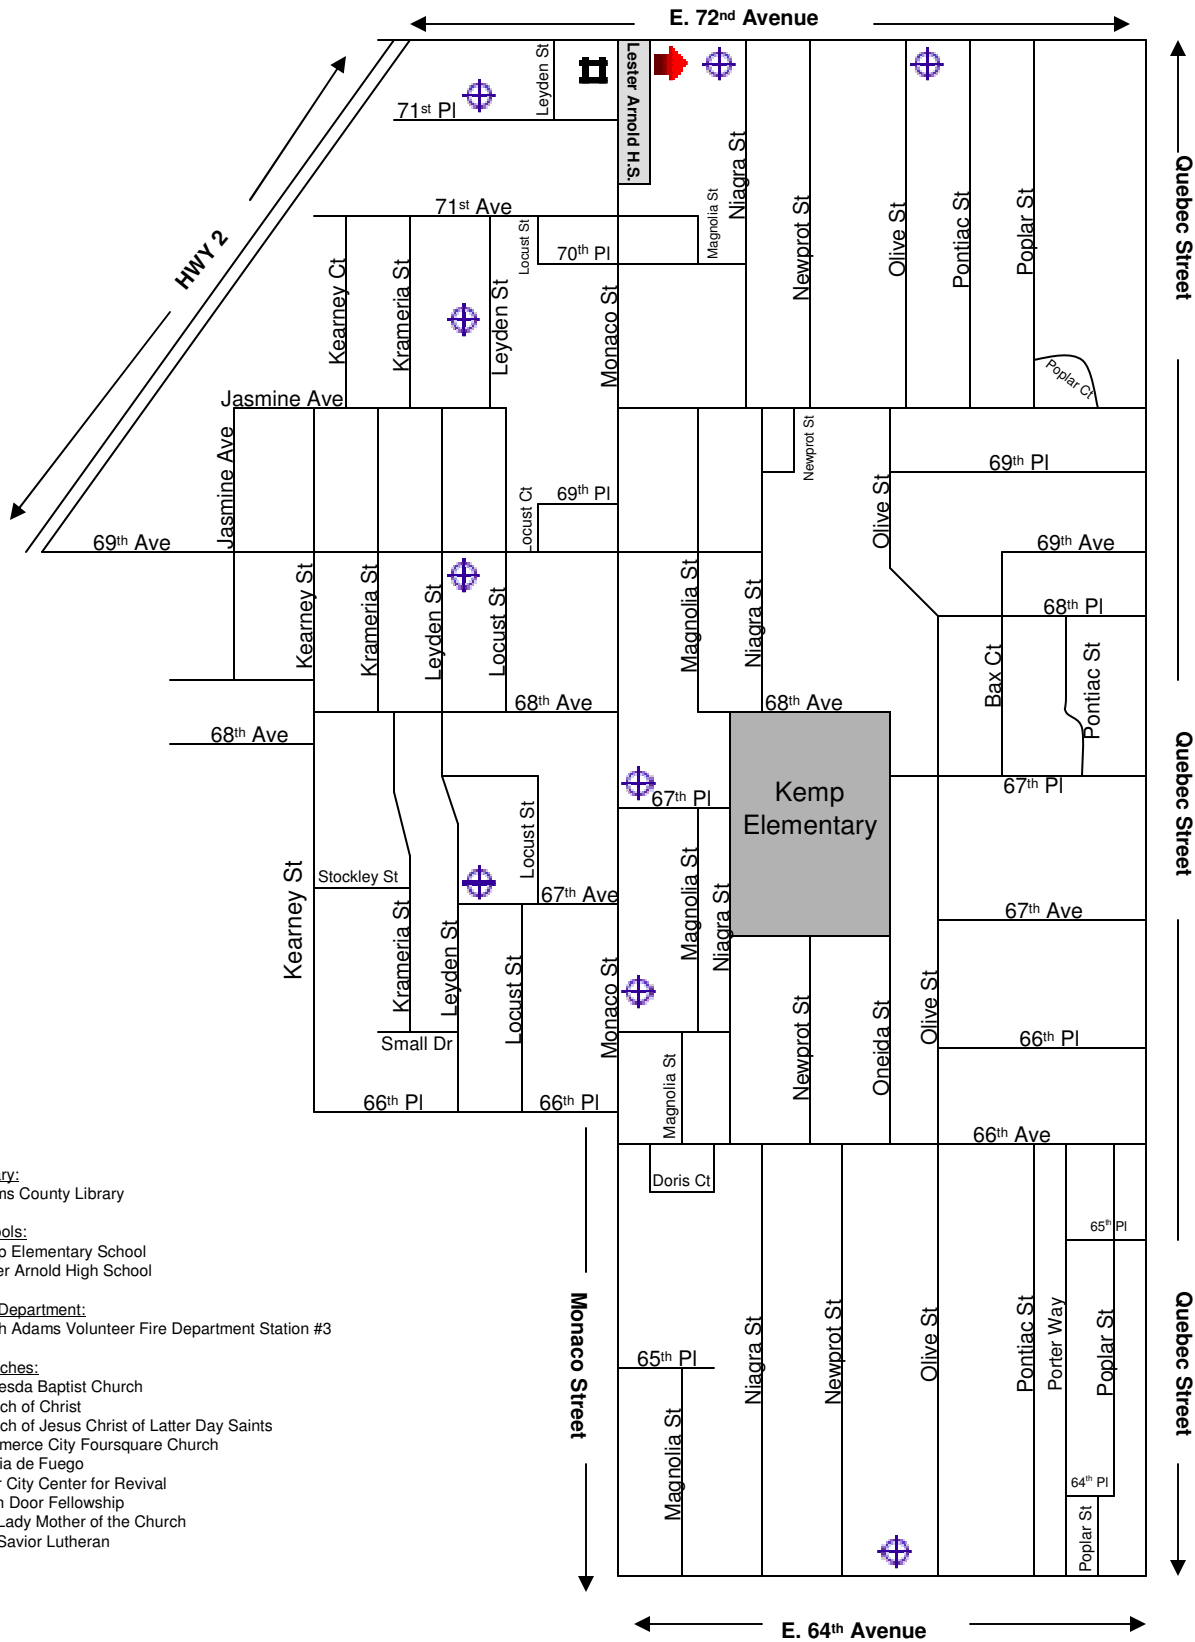 E. 72nd Avenue
Leyden St
Lester Arnold H.S.
71st Pl
Niagra St
Quebec Street
71st Ave
Locust St
Magnolia St
70th Pl
HWY 2
Kearney Ct
Krameria St
Leyden St
Monaco St
Newprot St
Olive St
Pontiac St
Poplar St
Poplar Ct
Jasmine Ave
Jasmine Ave
Newprot St
Olive St
69th Pl
69th Pl
Locust Ct
69th Ave
69th Ave
Kearney St
Krameria St
Leyden St
Locust St
Magnolia St
Niagra St
68th Pl
Bax Ct
Pontiac St
68th Ave
68th Ave
68th Ave
Quebec Street
67th Pl
Kemp
Elementary
67th Pl
Kearney St
Stockley St
Locust St
67th Ave
Magnolia St
Niagra St
67th Ave
Krameria St
Leyden St
Locust St
Monaco St
Newprot St
Oneida St
Olive St
Small Dr
66th Pl
66th Pl
66th Pl
Magnolia St
66th Ave
Doris Ct
65th Pl
ary:
ms County Library
ools:
p Elementary School
er Arnold High School
Department:
h Adams Volunteer Fire Department Station #3
ches:
esda Baptist Church
ch of Christ
ch of Jesus Christ of Latter Day Saints
merce City Foursquare Church
ia de Fuego
r City Center for Revival
n Door Fellowship
Lady Mother of the Church
Savior Lutheran
Monaco Street
65th Pl
Magnolia St
Niagra St
Newprot St
Olive St
Pontiac St
Porter Way
Poplar St
Quebec Street
64th Pl
Poplar St
E. 64th Avenue